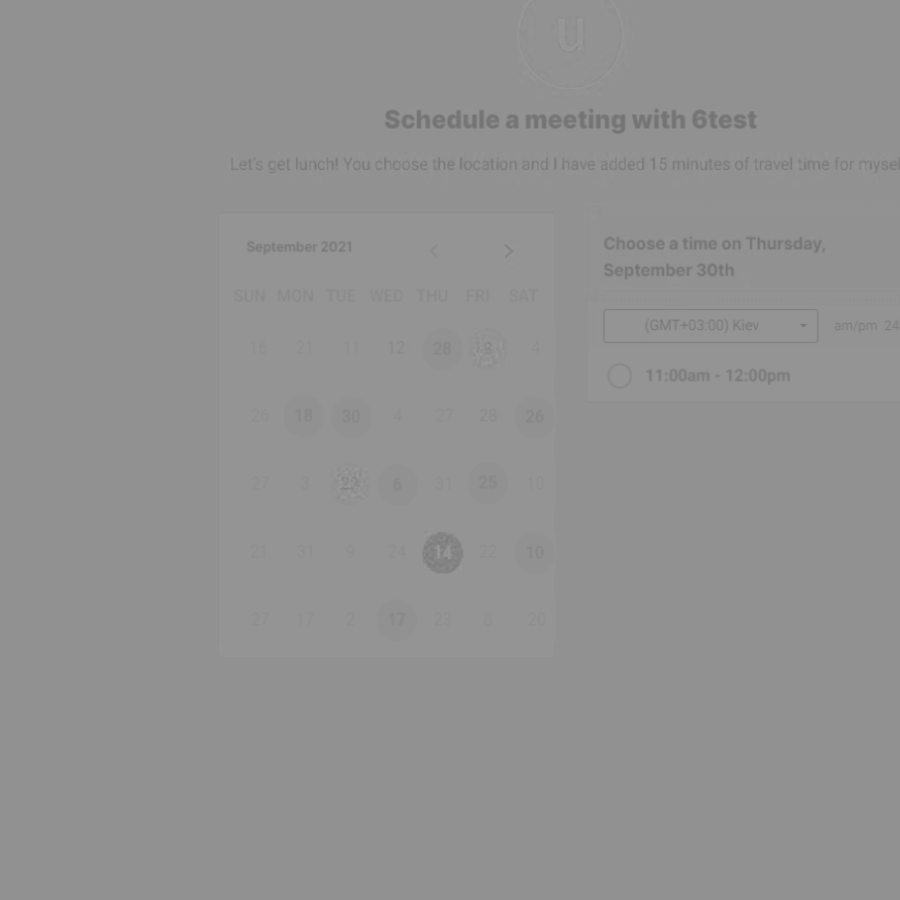 u
Schedule a meeting with 6test
Let's get lunch! You choose the location and I have added 15 minutes of travel time for mysel
September 2021
SUN MON TUE WED THU FRI SAT
16 21 11 12 28 4
26 18 30 4 27 28 26
27 3 22 6 31 25 10
21 31 9 24 14 22 10
27 17 2 17 23 8 20
Choose a time on Thursday,
September 30th
(GMT+03:00) Kiev am/pm 24
11:00am - 12:00pm